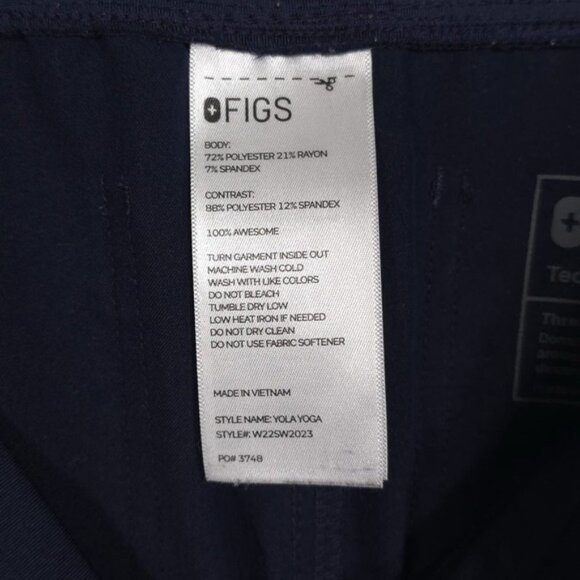 FIGS
BODY:
72% POLYESTER 21% RAYON
7% SPANDEX
CONTRAST:
88% POLYESTER 12% SPANDEX
100% AWESOME
TURN GARMENT INSIDE OUT
MACHINE WASH COLD
WASH WITH LIKE COLORS
DO NOT BLEACH
TUMBLE DRY LOW
LOW HEAT IRON IF NEEDED
DO NOT DRY CLEAN
DO NOT USE FABRIC SOFTENER
MADE IN VIETNAM
STYLE NAME: YOLA YOGA
STYLE#: W22SW2023
PO# 3748